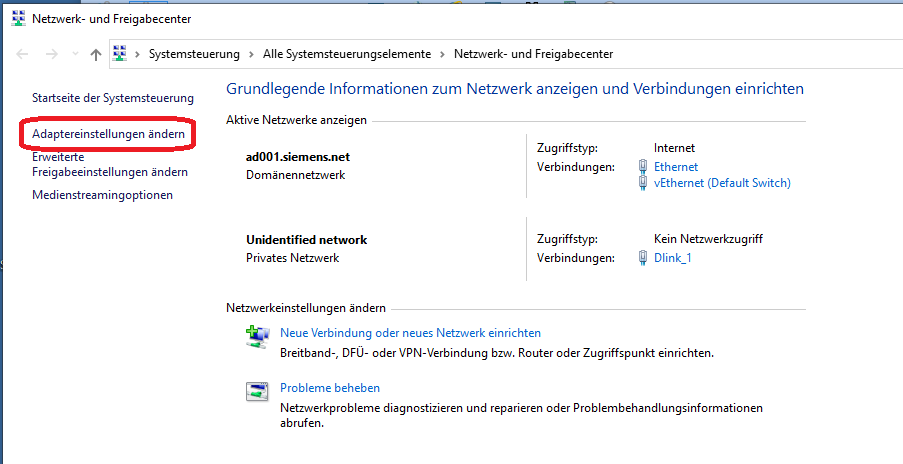 Netzwerk- und Freigabecenter
Systemsteuerung > Alle Systemsteuerungselemente > Netzwerk- und Freigabecenter
Startseite der Systemsteuerung
Adaptereinstellungen ändern
Erweiterte
Freigabeeinstellungen ändern
Medienstreamingoptionen
Grundlegende Informationen zum Netzwerk anzeigen und Verbindungen einrichten
Aktive Netzwerke anzeigen
ad001.siemens.net
Domänennetzwerk
Zugriffstyp: Internet
Verbindungen: Ethernet
vEthernet (Default Switch)
Unidentified network
Privates Netzwerk
Zugriffstyp: Kein Netzwerkzugriff
Verbindungen: Dlink_1
Netzwerkeinstellungen ändern
Neue Verbindung oder neues Netzwerk einrichten
Breitband-, DFÜ- oder VPN-Verbindung bzw. Router oder Zugriffspunkt einrichten.
Probleme beheben
Netzwerkprobleme diagnostizieren und reparieren oder Problembehandlungsinformationen
abrufen.